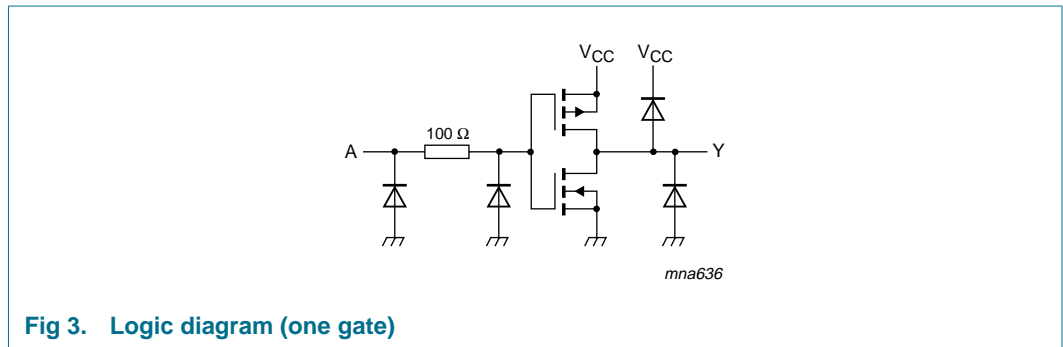 VCC VCC
100 Ω
A
Y
mna636
Fig 3. Logic diagram (one gate)